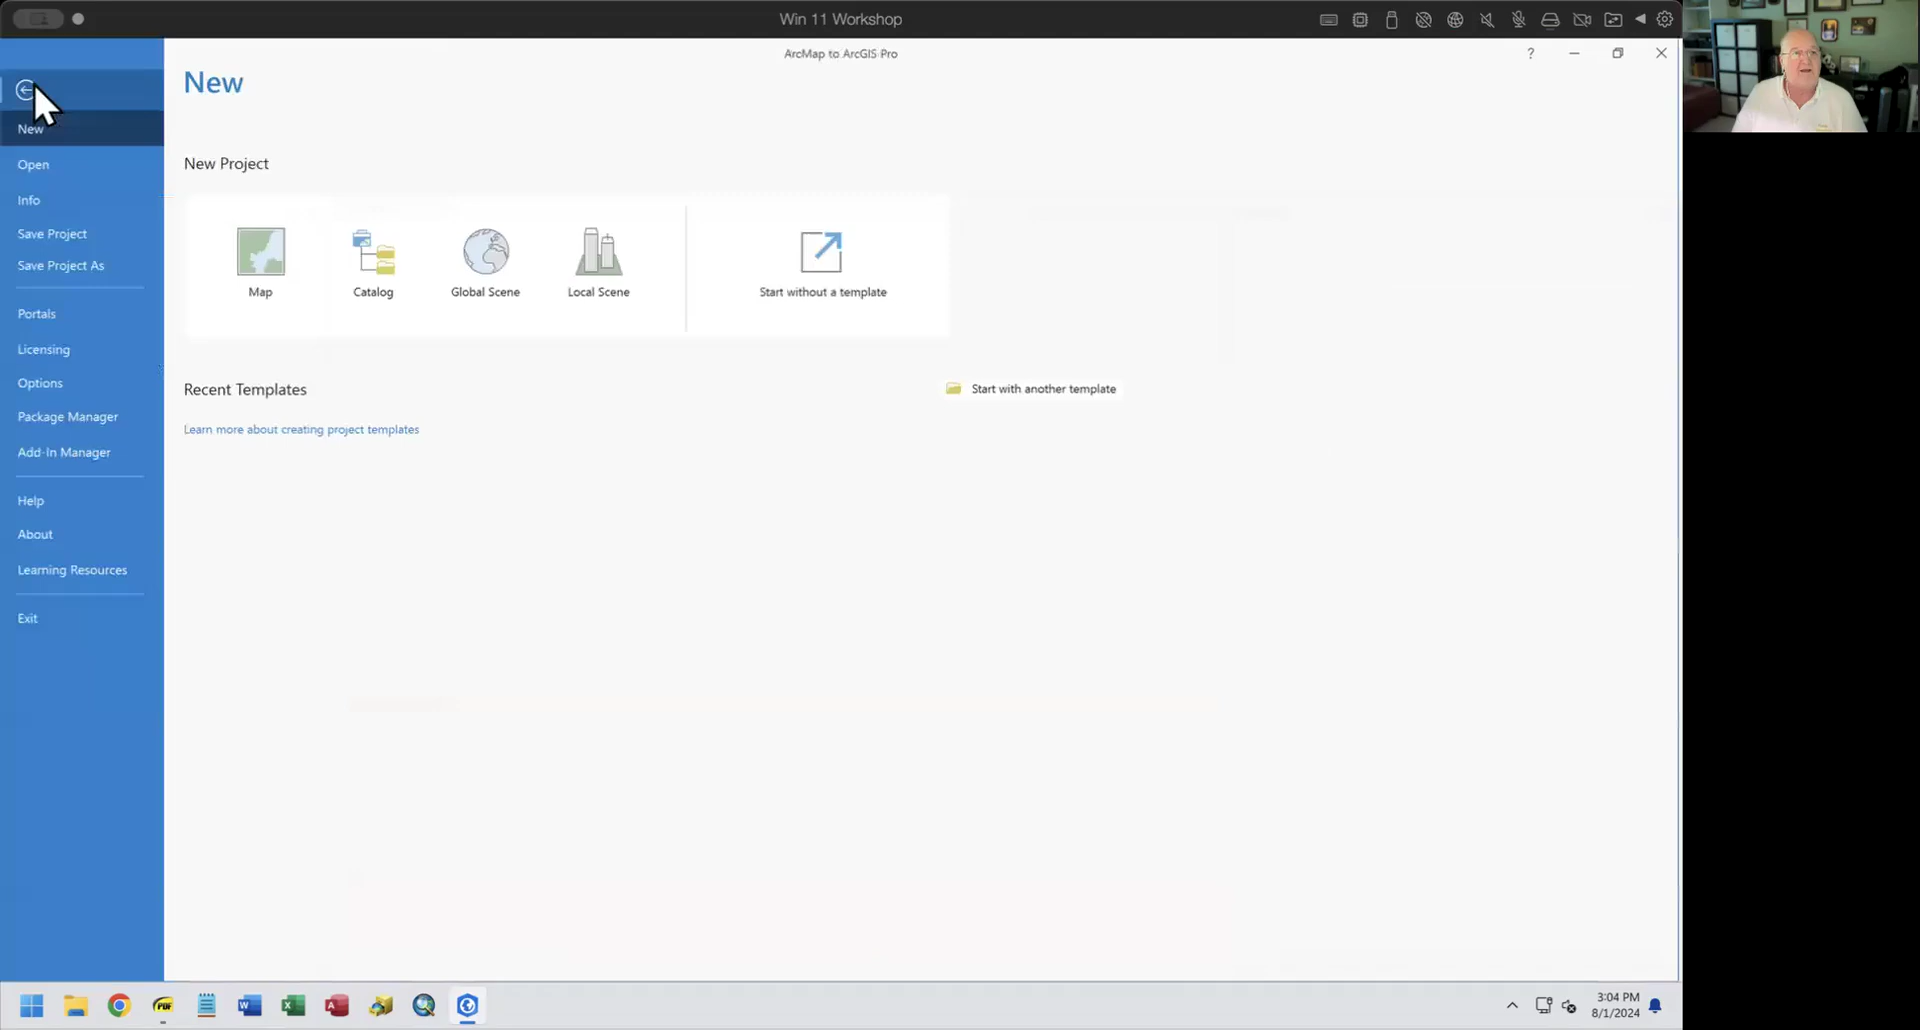 Win 11 Workshop
ArcMap to ArcGIS Pro
?
New
New
Open
Info
Save Project
Save Project As
Portals
Licensing
Options
Package Manager
Add-In Manager
Help
About
Learning Resources
Exit
New Project
Map
Catalog
Global Scene
Local Scene
Start without a template
Recent Templates
Start with another template
Learn more about creating project templates
PDF
W
X
A
3:04 PM
8/1/2024